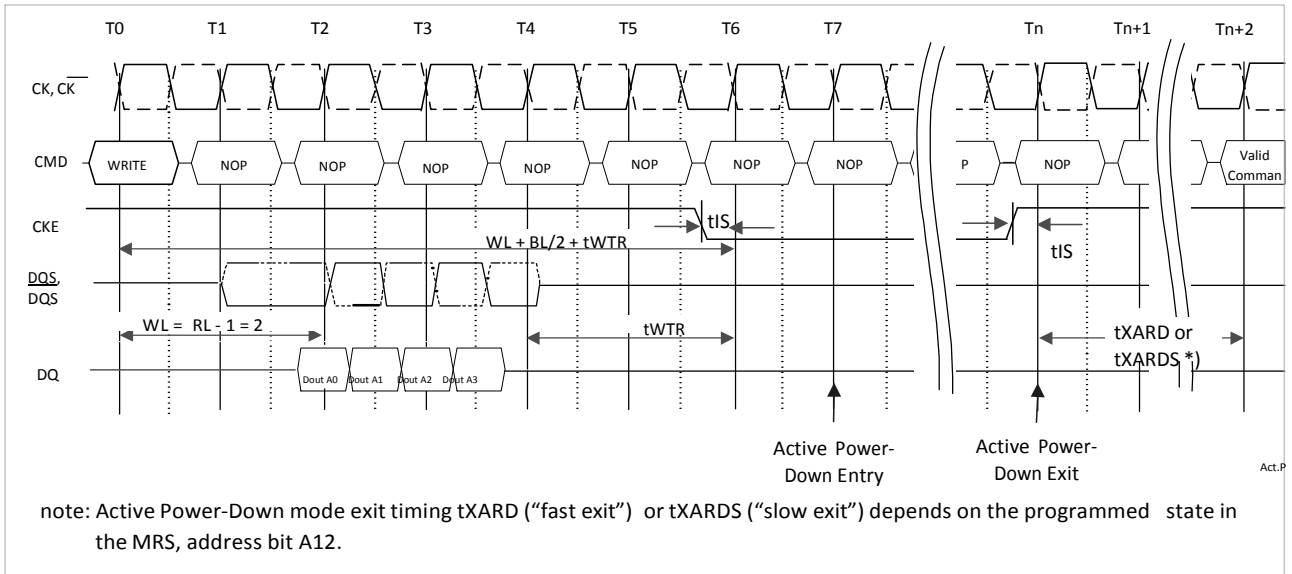 T0 T1 T2 T3 T4 T5 T6 T7 Tn Tn+1 Tn+2
CK, CK
CMD WRITE NOP NOP NOP NOP NOP NOP NOP P NOP Valid
Comman
CKE tIS tIS
WL + BL/2 + tWTR
DQS,
DQS
WL = RL - 1 = 2 tWTR tXARD or
tXARDS *)
DQ Dout A0 Dout A1 Dout A2 Dout A3
Active Power-
Down Entry
Active Power-
Down Exit
Act.P
note: Active Power-Down mode exit timing tXARD (“fast exit”) or tXARDS (“slow exit”) depends on the programmed state in
the MRS, address bit A12.